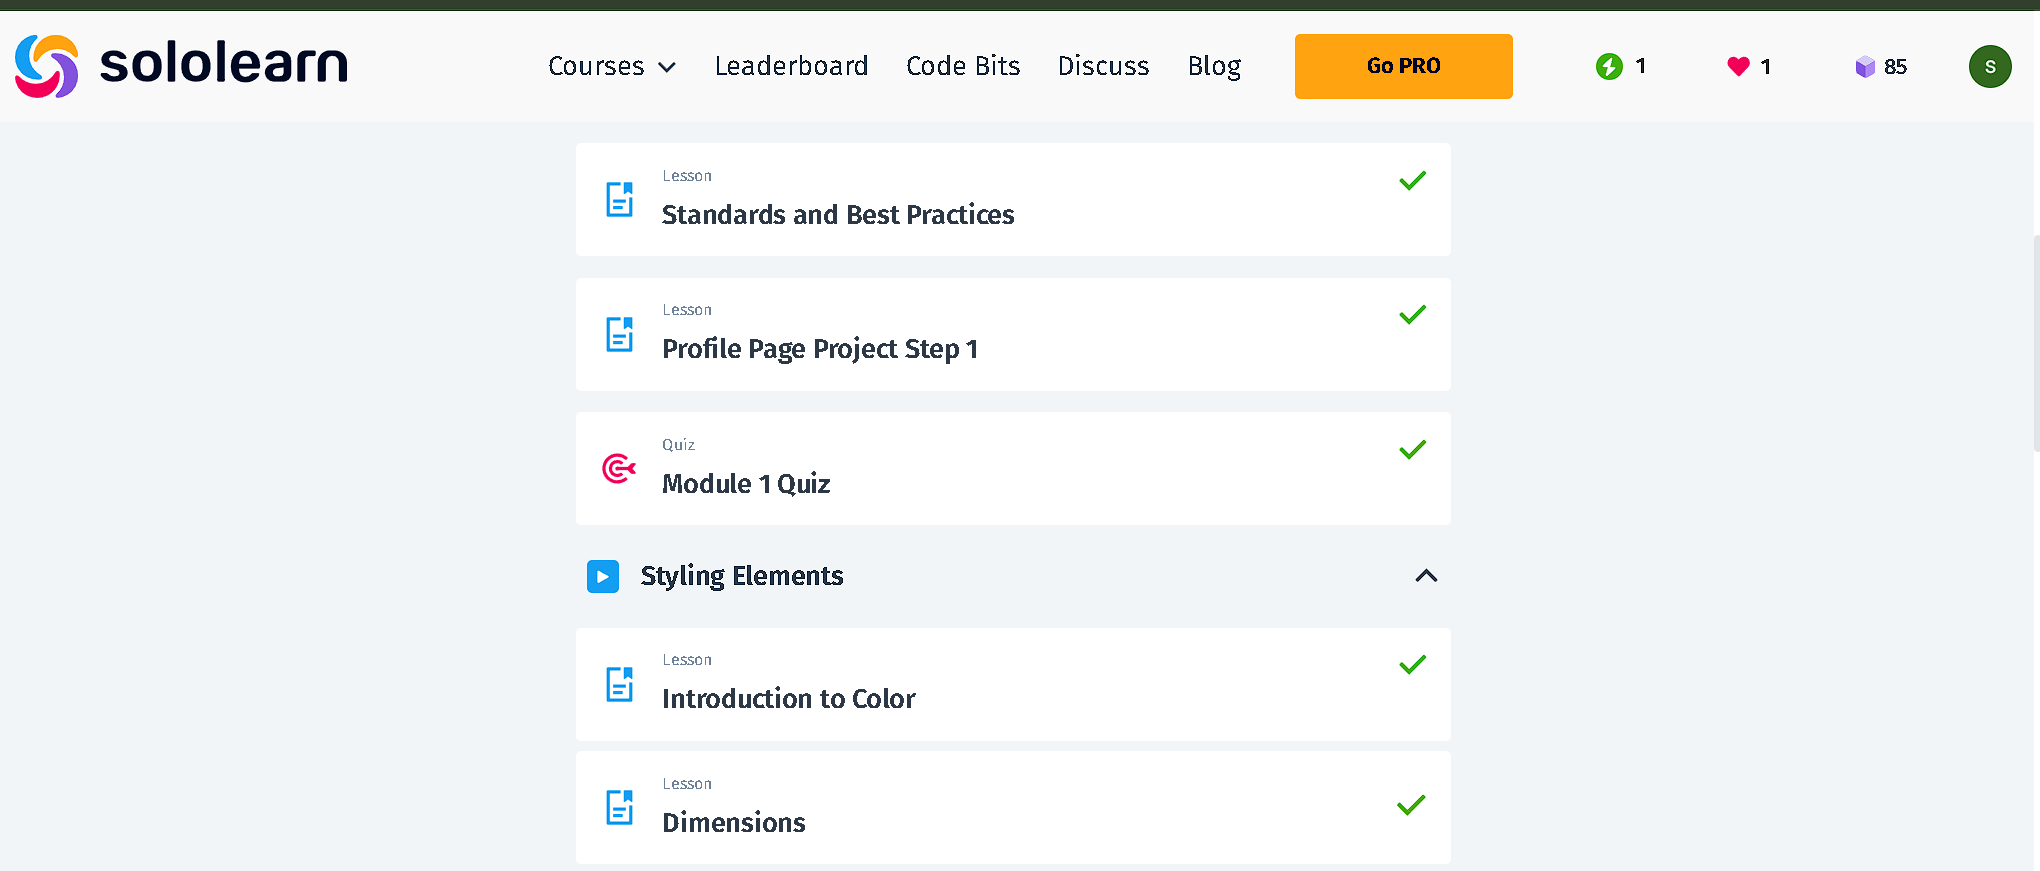 sololearn Courses Leaderboard Code Bits Discuss Blog Go PRO 1 1 85 S
Lesson
Standards and Best Practices
Lesson
Profile Page Project Step 1
Quiz
Module 1 Quiz
Styling Elements
Lesson
Introduction to Color
Lesson
Dimensions